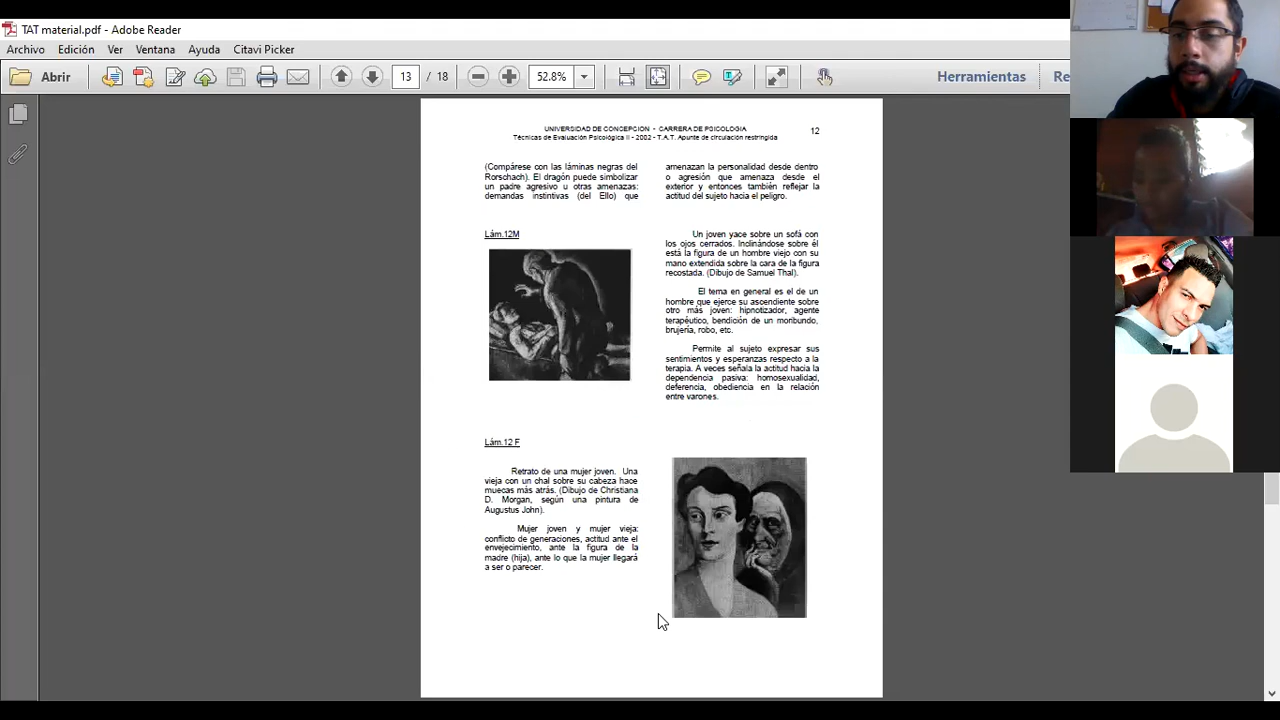 TAT material.pdf - Adobe Reader
Archivo Edición Ver Ventana Ayuda Citavi Picker
Abrir 13 / 18 52.8% Herramientas Re
UNIVERSIDAD DE CONCEPCION - CARRERA DE PSICOLOGIA
Técnicas de Evaluación Psicológica II - 2002 - T.A.T. Apunte de circulación restringida
12
(Compárese con las láminas negras del
Rorschach). El dragón puede simbolizar
un padre agresivo u otras amenazas:
demandas instintivas (del Ello) que
amenazan la personalidad desde dentro
o agresión que amenaza desde el
exterior y entonces también reflejar la
actitud del sujeto hacia el peligro.
Lám.12M
Un joven yace sobre un sofá con
los ojos cerrados. Inclinándose sobre él
está la figura de un hombre viejo con su
mano extendida sobre la cara de la figura
recostada. (Dibujo de Samuel Thal).
El tema en general es el de un
hombre que ejerce su ascendiente sobre
otro más joven: hipnotizador, agente
terapéutico, bendición de un moribundo,
brujería, robo, etc.
Permite al sujeto expresar sus
sentimientos y esperanzas respecto a la
terapia. A veces señala la actitud hacia la
dependencia pasiva: homosexualidad,
deferencia, obediencia en la relación
entre varones.
Lám.12 F
Retrato de una mujer joven. Una
vieja con un chal sobre su cabeza hace
muecas más atrás. (Dibujo de Christiana
D. Morgan, según una pintura de
Augustus John).
Mujer joven y mujer vieja:
conflicto de generaciones, actitud ante el
envejecimiento, ante la figura de la
madre (hija), ante lo que la mujer llegará
a ser o parecer.